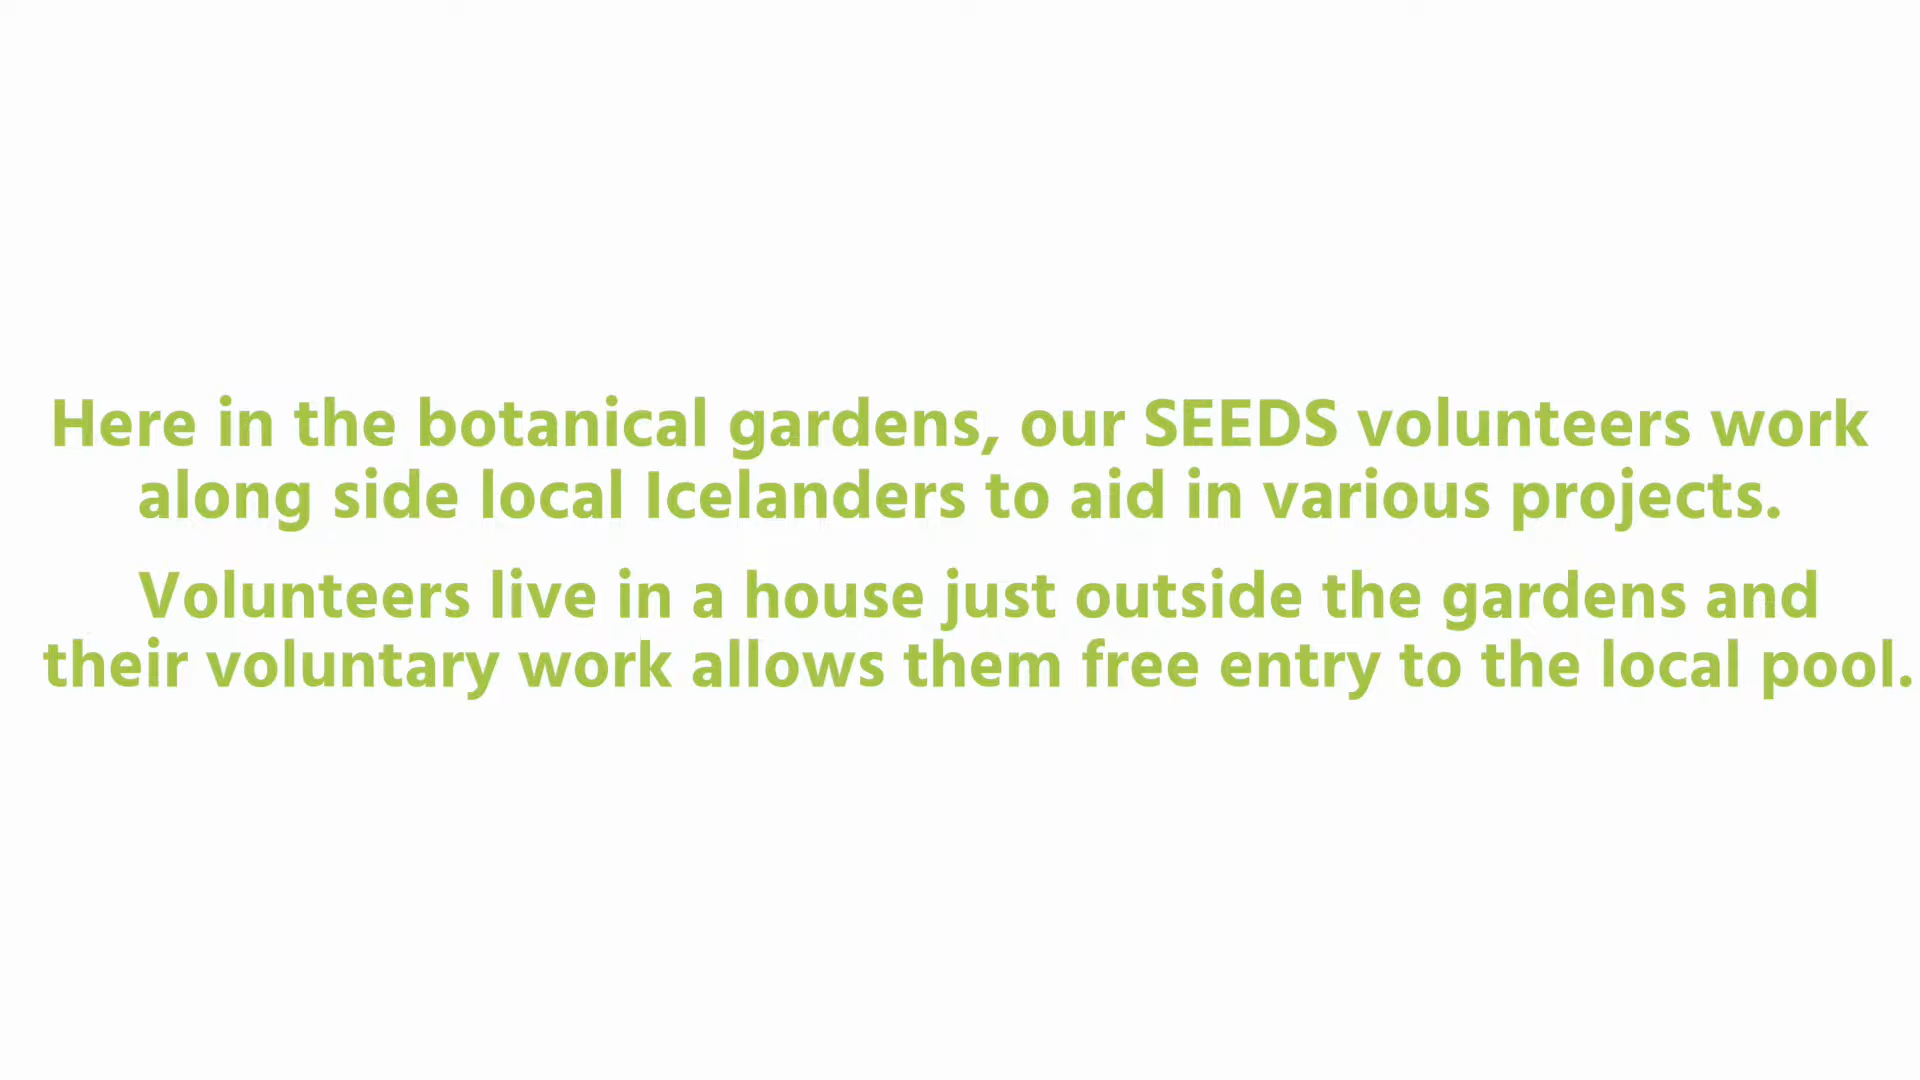 Here in the botanical gardens, our SEEDS volunteers work
along side local Icelanders to aid in various projects.
Volunteers live in a house just outside the gardens and
their voluntary work allows them free entry to the local pool.